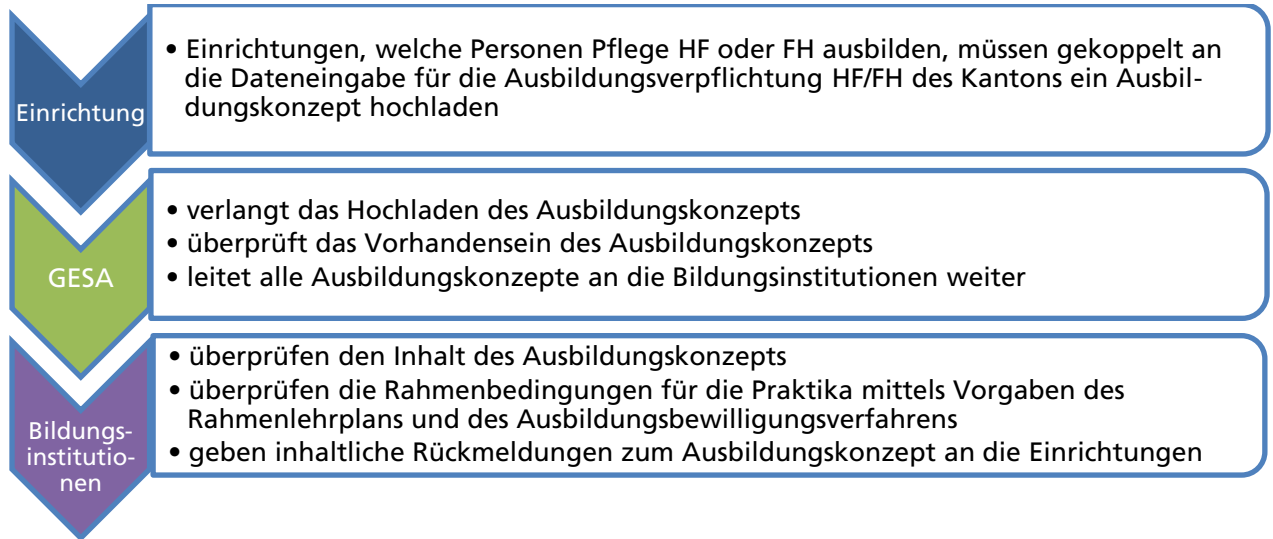 Einrichtung
• Einrichtungen, welche Personen Pflege HF oder FH ausbilden, müssen gekoppelt an
die Dateneingabe für die Ausbildungsverpflichtung HF/FH des Kantons ein Ausbil-
dungskonzept hochladen
GESA
• verlangt das Hochladen des Ausbildungskonzepts
• überprüft das Vorhandensein des Ausbildungskonzepts
• leitet alle Ausbildungskonzepte an die Bildungsinstitutionen weiter
Bildungs-
institutio-
nen
• überprüfen den Inhalt des Ausbildungskonzepts
• überprüfen die Rahmenbedingungen für die Praktika mittels Vorgaben des
Rahmenlehrplans und des Ausbildungsbewilligungsverfahrens
• geben inhaltliche Rückmeldungen zum Ausbildungskonzept an die Einrichtungen